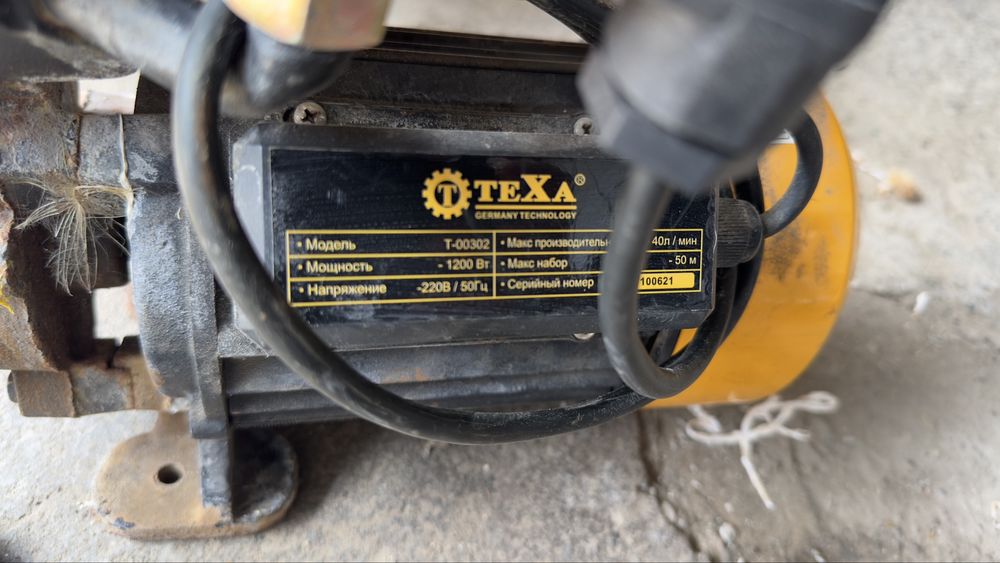 T TEXA®
GERMANY TECHNOLOGY
• Модель T-00302
• Мощность - 1200 Вт
• Напряжение -220В / 50Гц
• Макс 40л / мин
• Макс набор - 50 м
• Серийный номер 100621